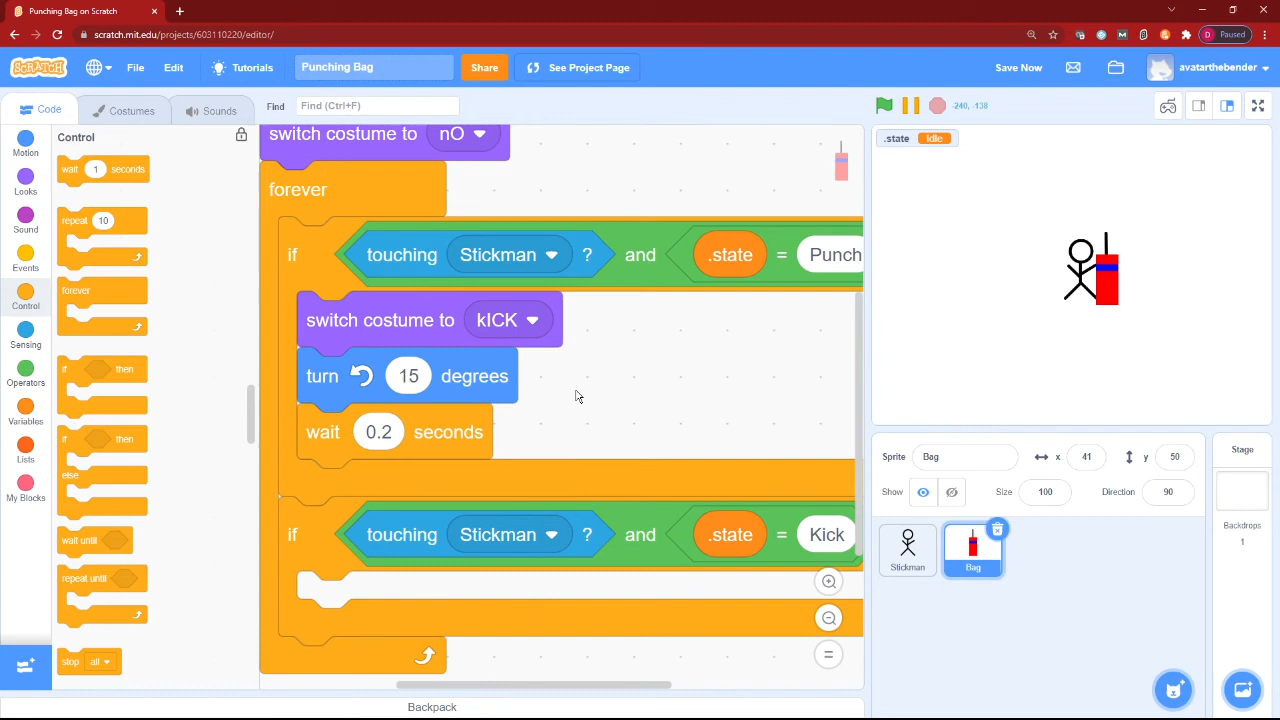 Punching Bag on Scratch
scratch.mit.edu/projects/603110220/editor/
D Paused
SCRATCH File Edit Tutorials Punching Bag Share See Project Page Save Now avatarthebender
Code Costumes Sounds Find Find (Ctrl+F) -240, -138
Motion
Looks
Sound
Events
Control
Sensing
Operators
Variables
Lists
My Blocks
Control
wait 1 seconds
repeat 10
forever
if then
if then
else
wait until
repeat until
stop all
switch costume to nO
forever
if touching Stickman ? and .state = Punch
switch costume to kICK
turn 15 degrees
wait 0.2 seconds
if touching Stickman ? and .state = Kick
Backpack
.state Idle
Sprite Bag x 41 y 50
Show Size 100 Direction 90
Stickman
Bag
Stage
Backdrops
1